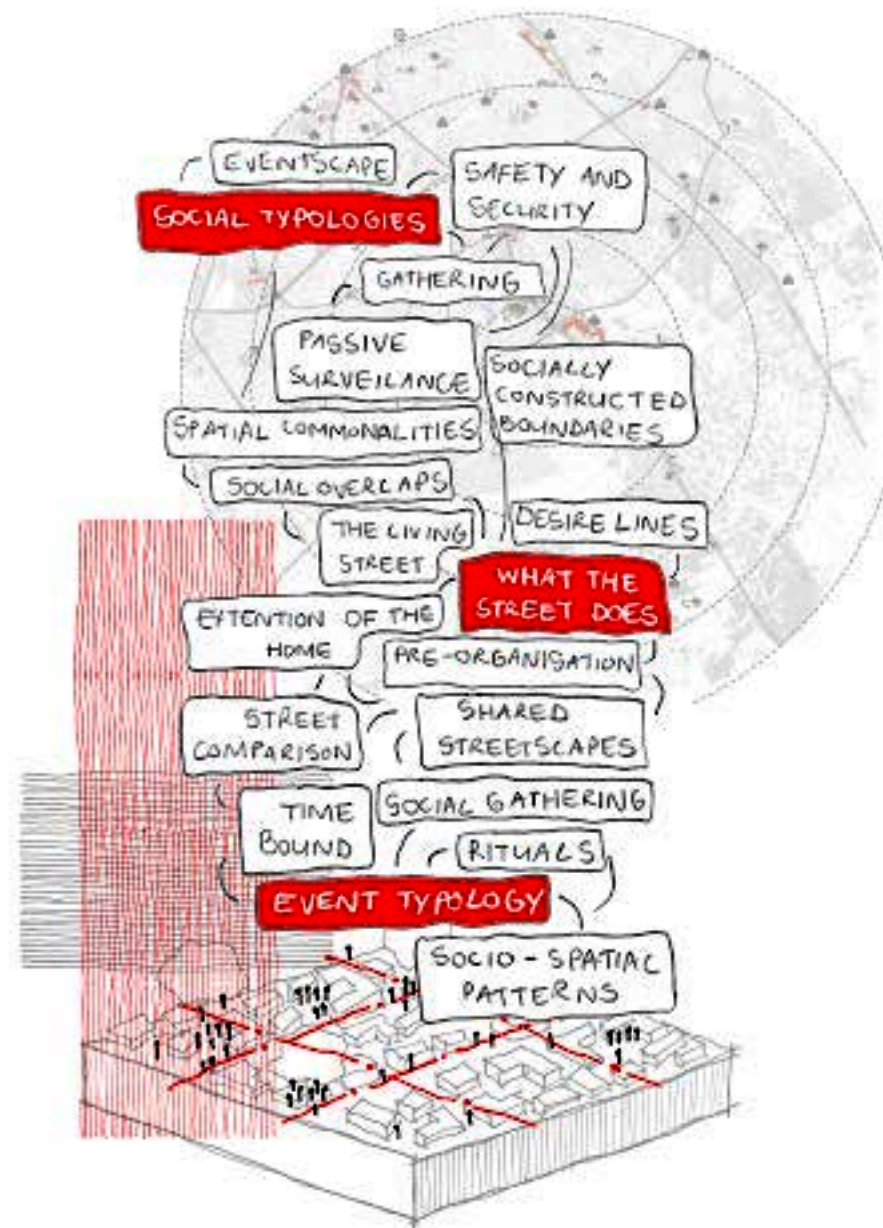 EVENTSCAPE
SAFETY AND
SECURITY
SOCIAL TYPOLOGIES
GATHERING
PASSIVE
SURVEILANCE
SOCIALLY
CONSTRUCTED
BOUNDARIES
SPATIAL COMMONALITIES
SOCIAL OVERLAPS
THE LIVING
STREET
DESIRE LINES
WHAT THE
STREET DOES
EXTENTION OF THE
HOME
PRE-ORGANISATION
STREET
COMPARISON
SHARED
STREETSCAPES
TIME
BOUND
SOCIAL GATHERING
RITUALS
EVENT TYPOLOGY
SOCIO-SPATIAL
PATTERNS